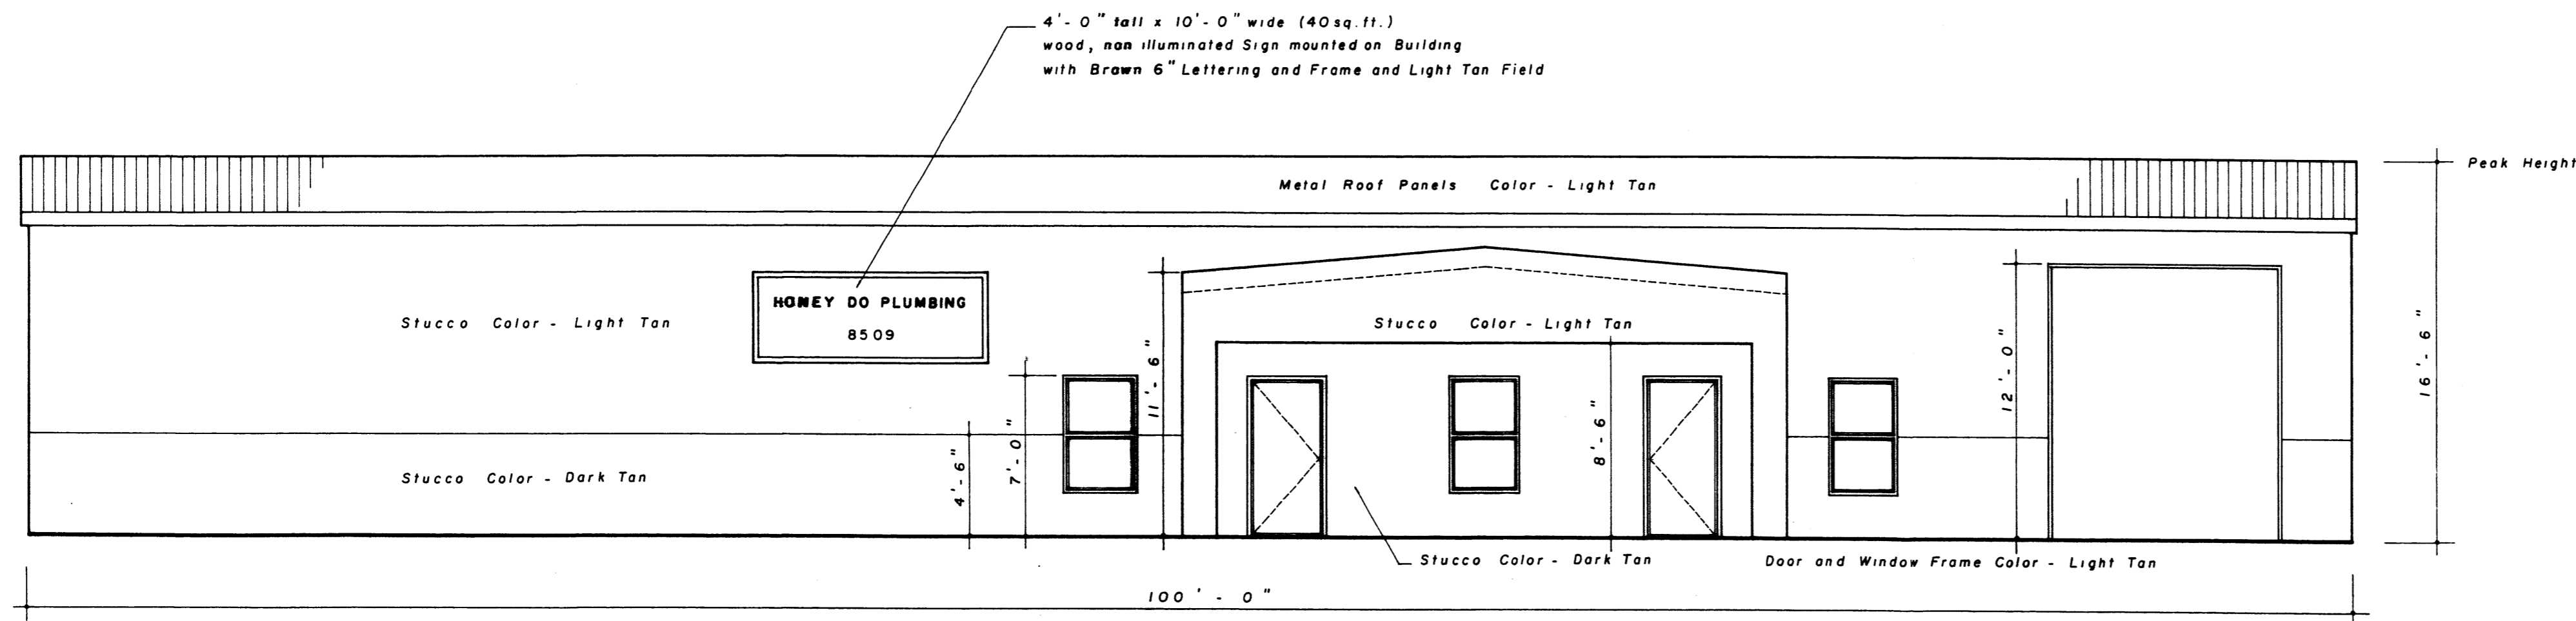 4'-0" tall x 10'-0" wide (40 sq. ft.)
wood, non illuminated Sign mounted on Building
with Brown 6" Lettering and Frame and Light Tan Field
Peak Height
Metal Roof Panels Color - Light Tan
HONEY DO PLUMBING
8509
Stucco Color - Light Tan
Stucco Color - Light Tan
11'-6"
12'-0"
16'-6"
8'-6"
7'-0"
4'-6"
Stucco Color - Dark Tan
Stucco Color - Dark Tan
Door and Window Frame Color - Light Tan
100'-0"